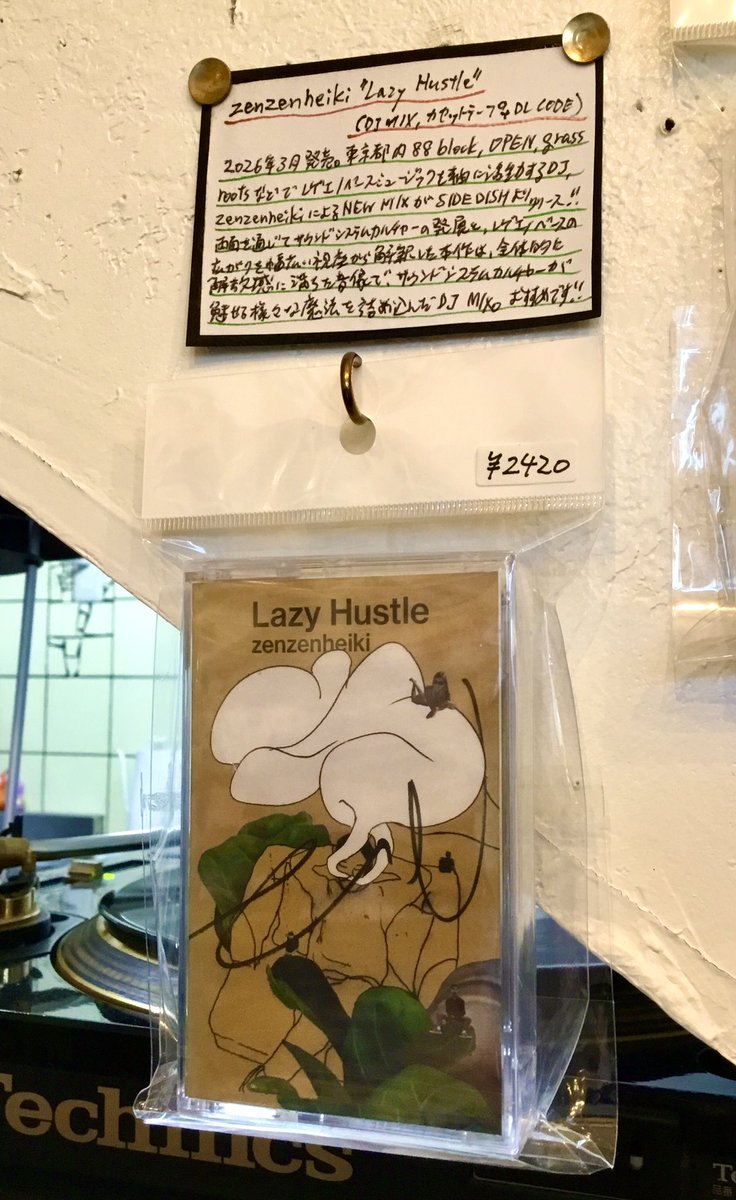 zenzenheiki "Lazy Hustle"
(DJ MIX, カセットテープ&DL CODE)
2026年3月発売。東京都内88block, OPEN, grass
rootsなどでレゲエ/ベースミュージックを軸に活動するDJ,
zenzenheikiによるNEW MIXがSIDE DISHよりリリース!!
両面を通じてサウンドシステムカルチャーの発展と、レゲエ/ベースの
広がりを幅広い視点から解釈した本作は、全体的に
解放感に満ちた音像で、サウンドシステムカルチャーが
魅せる様々な魔法を詰め込んだDJ MIX。おすすめです!!
¥2420
Lazy Hustle
zenzenheiki
Technics